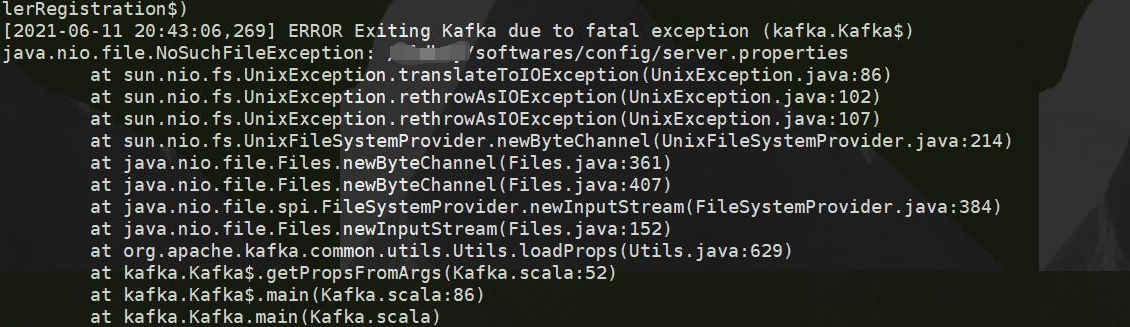 lerRegistration$)
[2021-06-11 20:43:06,269] ERROR Exiting Kafka due to fatal exception (kafka.Kafka$)
java.nio.file.NoSuchFileException: /softwares/config/server.properties
at sun.nio.fs.UnixException.translateToIOException(UnixException.java:86)
at sun.nio.fs.UnixException.rethrowAsIOException(UnixException.java:102)
at sun.nio.fs.UnixException.rethrowAsIOException(UnixException.java:107)
at sun.nio.fs.UnixFileSystemProvider.newByteChannel(UnixFileSystemProvider.java:214)
at java.nio.file.Files.newByteChannel(Files.java:361)
at java.nio.file.Files.newByteChannel(Files.java:407)
at java.nio.file.spi.FileSystemProvider.newInputStream(FileSystemProvider.java:384)
at java.nio.file.Files.newInputStream(Files.java:152)
at org.apache.kafka.common.utils.Utils.loadProps(Utils.java:629)
at kafka.Kafka$.getPropsFromArgs(Kafka.scala:52)
at kafka.Kafka$.main(Kafka.scala:86)
at kafka.Kafka.main(Kafka.scala)